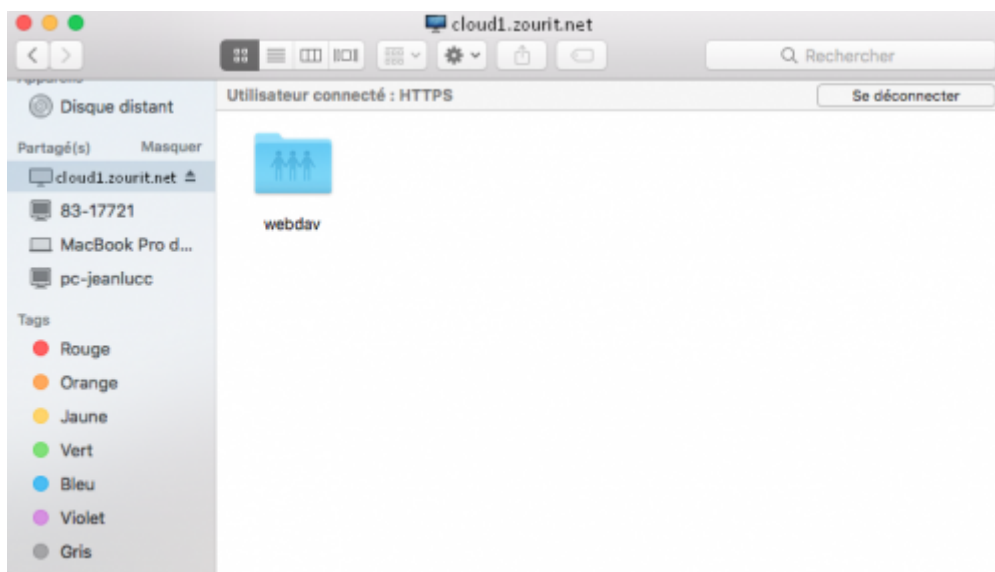 cloud1.zourit.net
Rechercher
Appareils
Disque distant
Partagé(s) Masquer
cloud1.zourit.net
83-17721
MacBook Pro d...
pc-jeanlucc
Tags
Rouge
Orange
Jaune
Vert
Bleu
Violet
Gris
Utilisateur connecté : HTTPS
Se déconnecter
webdav